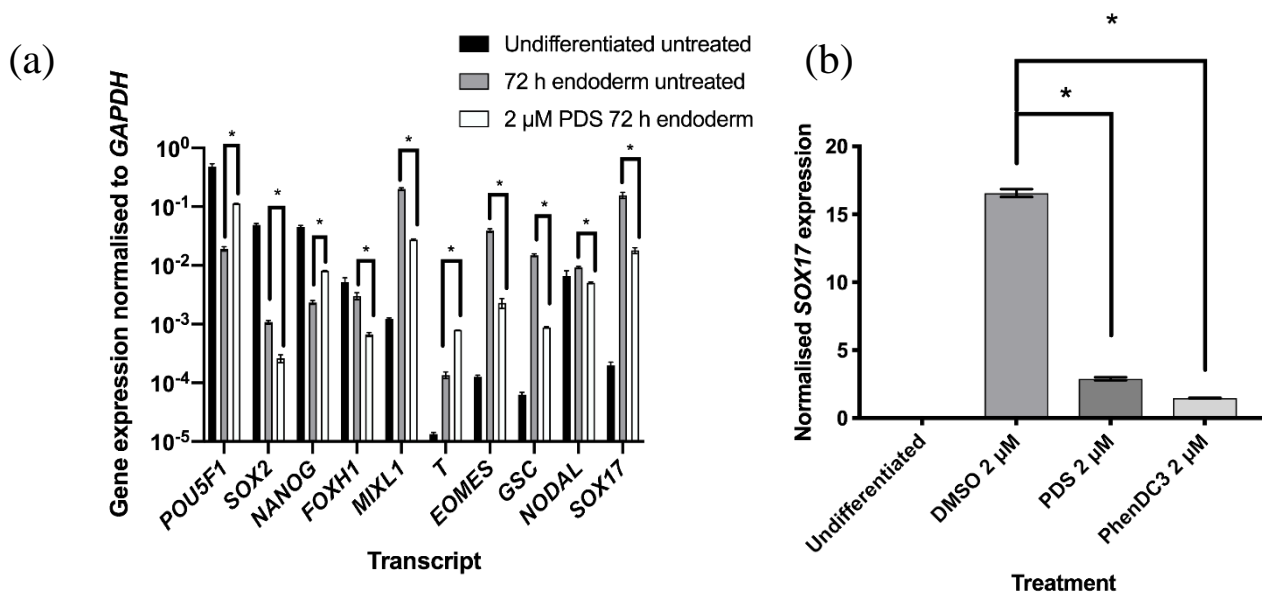 (a)
Undifferentiated untreated
72 h endoderm untreated
2 μM PDS 72 h endoderm
Gene expression normalised to GAPDH
10⁰
10⁻¹
10⁻²
10⁻³
10⁻⁴
10⁻⁵
* * * * * * * * * *
POU5F1
SOX2
NANOG
FOXH1
MIXL1
T
EOMES
GSC
NODAL
SOX17
Transcript
(b)
*
*
Normalised SOX17 expression
20
15
10
5
0
Undifferentiated
DMSO 2 μM
PDS 2 μM
PhenDC3 2 μM
Treatment